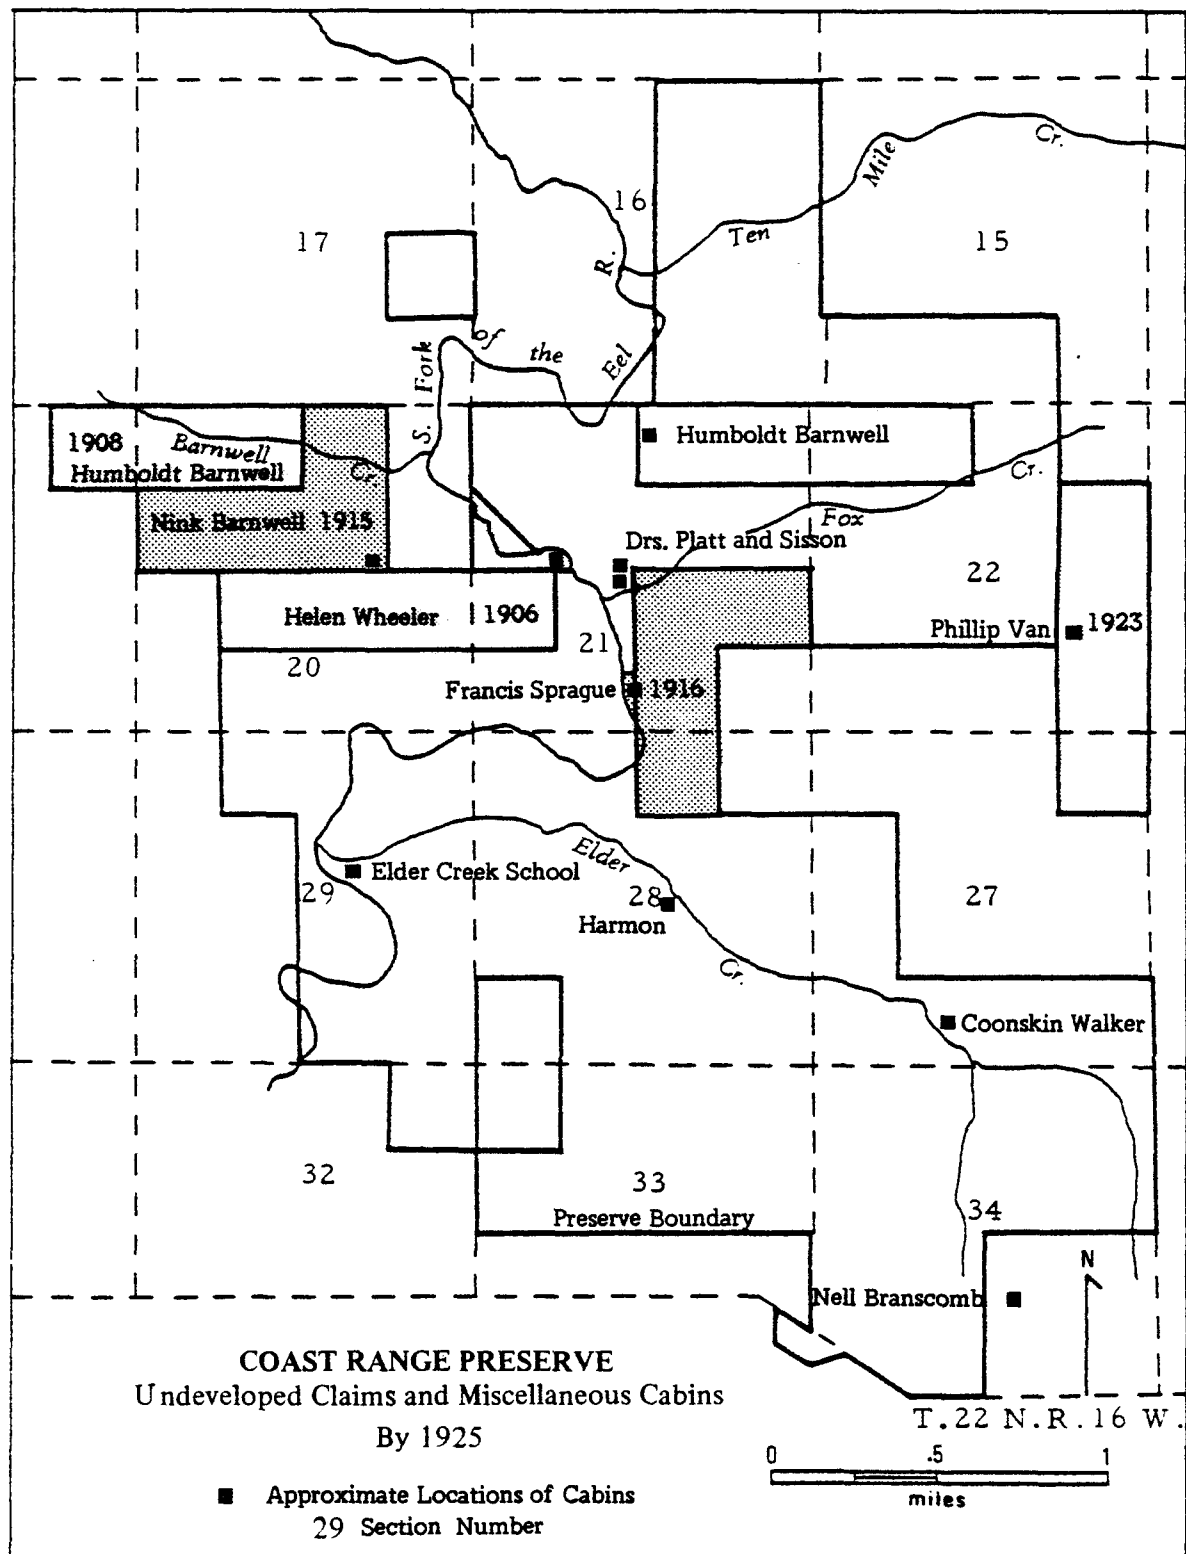 16
17
15
Ten Mile Cr.
S. Fork of the Eel R.
1908
Humboldt Barnwell
Barnwell Cr.
Nink Barnwell 1915
Humboldt Barnwell
Fox Cr.
Drs. Platt and Sisson
22
Helen Wheeler 1906
21
Phillip Van 1923
20
Francis Sprague 1916
Elder Cr.
Elder Creek School
29
28
27
Harmon
Coonskin Walker
32
33
34
Preserve Boundary
N
Nell Branscomb
COAST RANGE PRESERVE
Undeveloped Claims and Miscellaneous Cabins
By 1925
T.22 N.R.16 W.
0 .5 1
miles
■ Approximate Locations of Cabins
29 Section Number